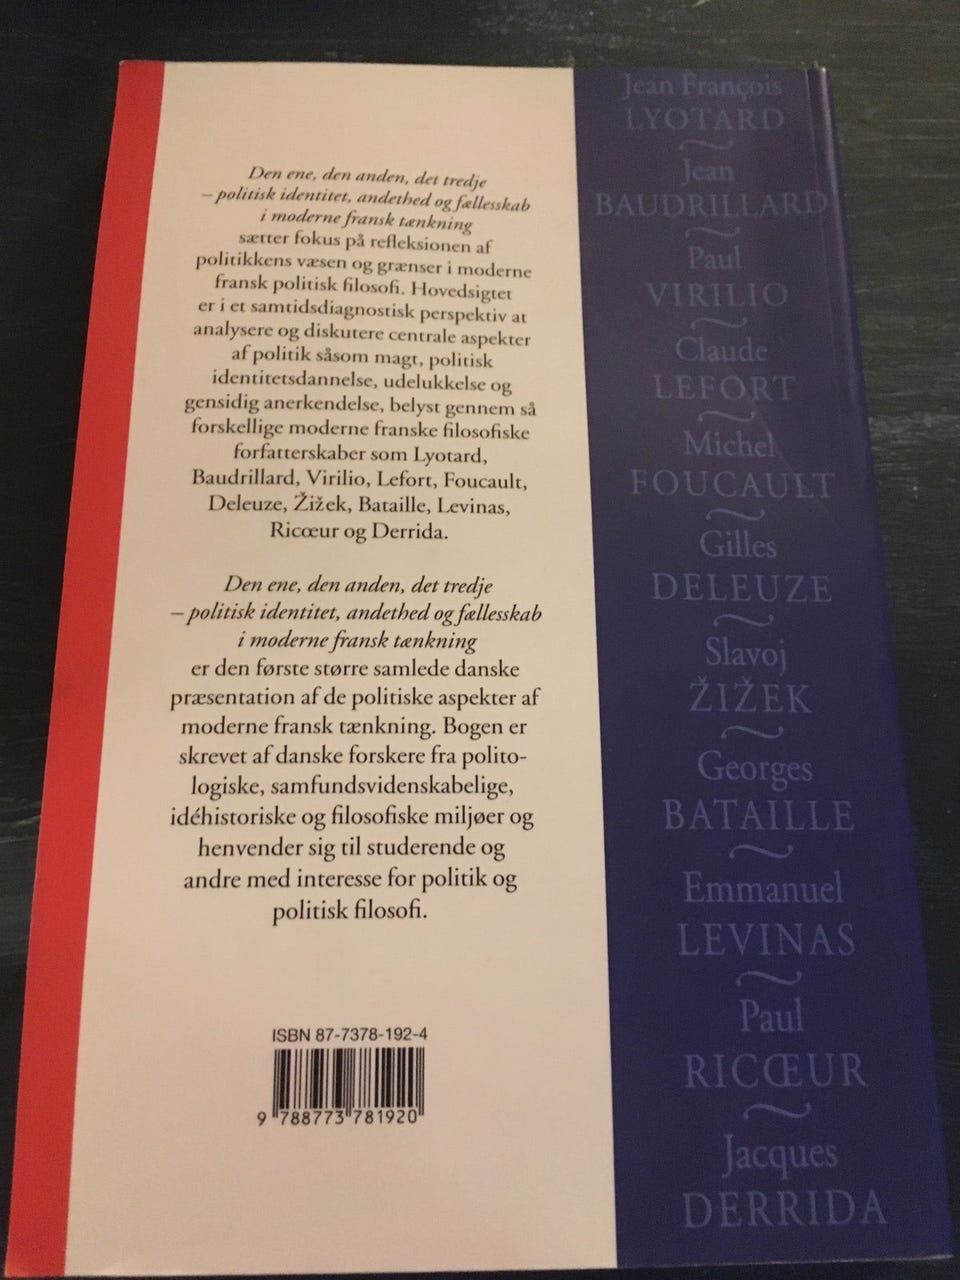 Den ene, den anden, det tredje
– politisk identitet, andethed og fællesskab
i moderne fransk tænkning
sætter fokus på refleksionen af
politikkens væsen og grænser i moderne
fransk politisk filosofi. Hovedsigtet
er i et samtidsdiagnostisk perspektiv at
analysere og diskutere centrale aspekter
af politik såsom magt, politisk
identitetsdannelse, udelukkelse og
gensidig anerkendelse, belyst gennem så
forskellige moderne franske filosofiske
forfatterskaber som Lyotard,
Baudrillard, Virilio, Lefort, Foucault,
Deleuze, Žižek, Bataille, Levinas,
Ricœur og Derrida.
Den ene, den anden, det tredje
– politisk identitet, andethed og fællesskab
i moderne fransk tænkning
er den første større samlede danske
præsentation af de politiske aspekter af
moderne fransk tænkning. Bogen er
skrevet af danske forskere fra polito-
logiske, samfundsvidenskabelige,
idéhistoriske og filosofiske miljøer og
henvender sig til studerende og
andre med interesse for politik og
politisk filosofi.
ISBN 87-7378-192-4
9 788773 781920
Jean François
LYOTARD
~
Jean
BAUDRILLARD
~
Paul
VIRILIO
~
Claude
LEFORT
~
Michel
FOUCAULT
~
Gilles
DELEUZE
~
Slavoj
ŽIŽEK
~
Georges
BATAILLE
~
Emmanuel
LEVINAS
~
Paul
RICŒUR
~
Jacques
DERRIDA